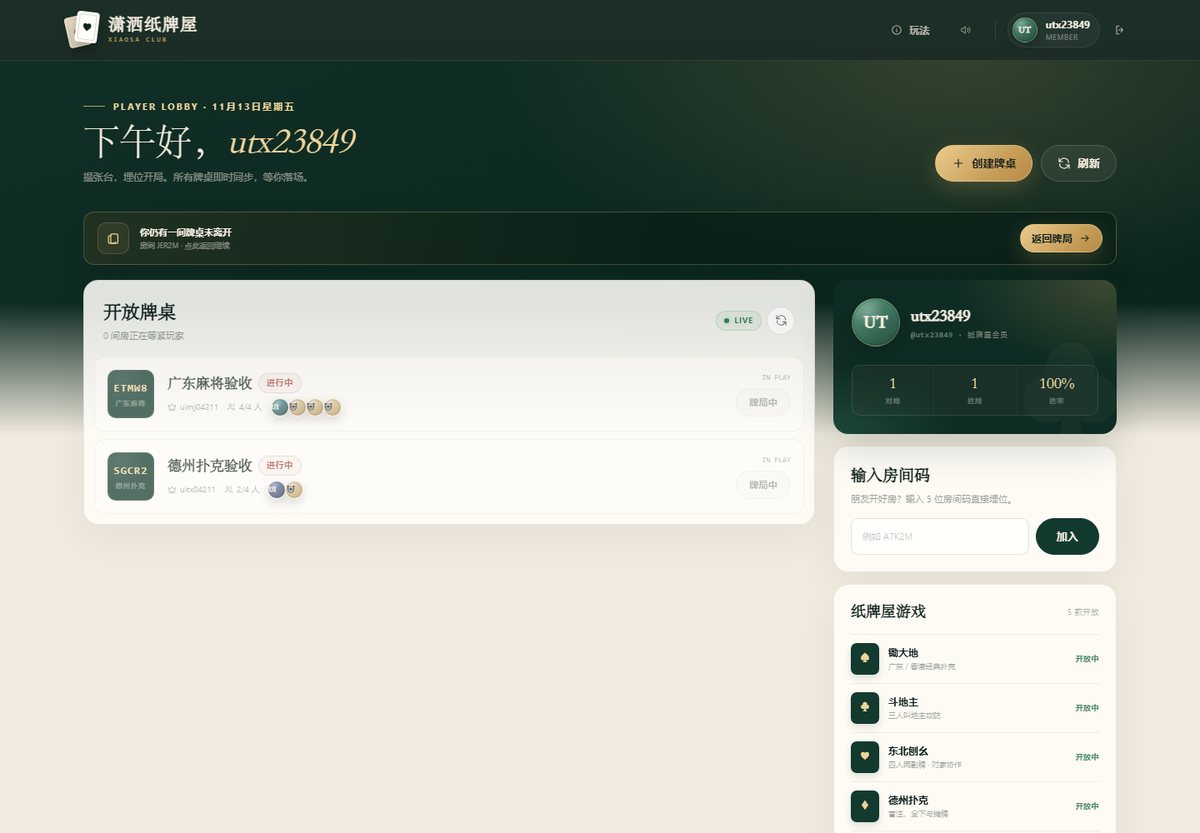 潇洒纸牌屋
XIAOSA CLUB
玩法
UT
utx23849
MEMBER
PLAYER LOBBY · 11月13日星期五
下午好，utx23849
搵张台，埋位开局。所有牌桌即时同步，等你落场。
创建牌桌
刷新
你仍有一间牌桌未离开
房间 JER2M · 点此返回继续
返回牌局
开放牌桌
0 间房正在等紧玩家
LIVE
ETMW8
广东麻将
广东麻将验收
进行中
uimj04211
4/4 人
IN PLAY
牌局中
SGCR2
德州扑克
德州扑克验收
进行中
uitx04211
2/4 人
IN PLAY
牌局中
UT
utx23849
@utx23849 · 纸牌屋会员
1
对局
1
胜局
100%
胜率
输入房间码
朋友开好房？输入 5 位房间码直接埋位。
例如 A7K2M
加入
纸牌屋游戏
5 款开放
锄大地
广东 / 香港经典扑克
开放中
斗地主
三人叫地主攻防
开放中
东北刨幺
四人两副牌 · 对家协作
开放中
德州扑克
盲注、全下与摊牌
开放中